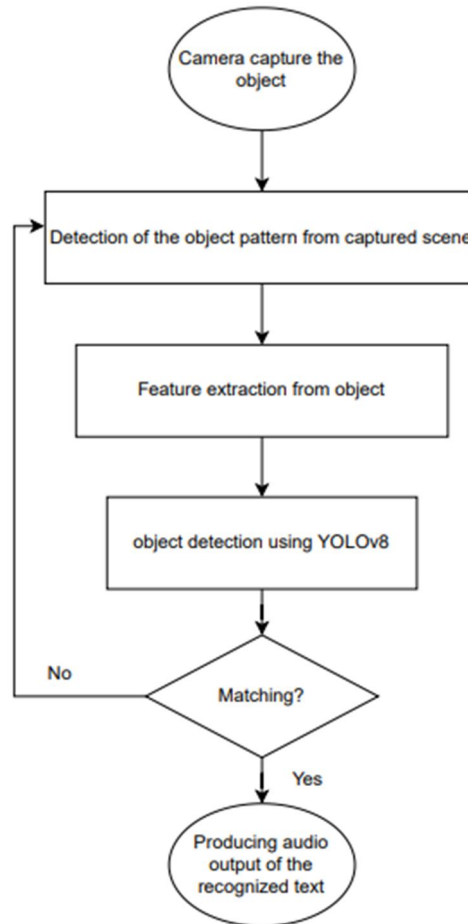 Camera capture the
object
Detection of the object pattern from captured scene
Feature extraction from object
object detection using YOLOv8
No
Matching?
Yes
Producing audio
output of the
recognized text